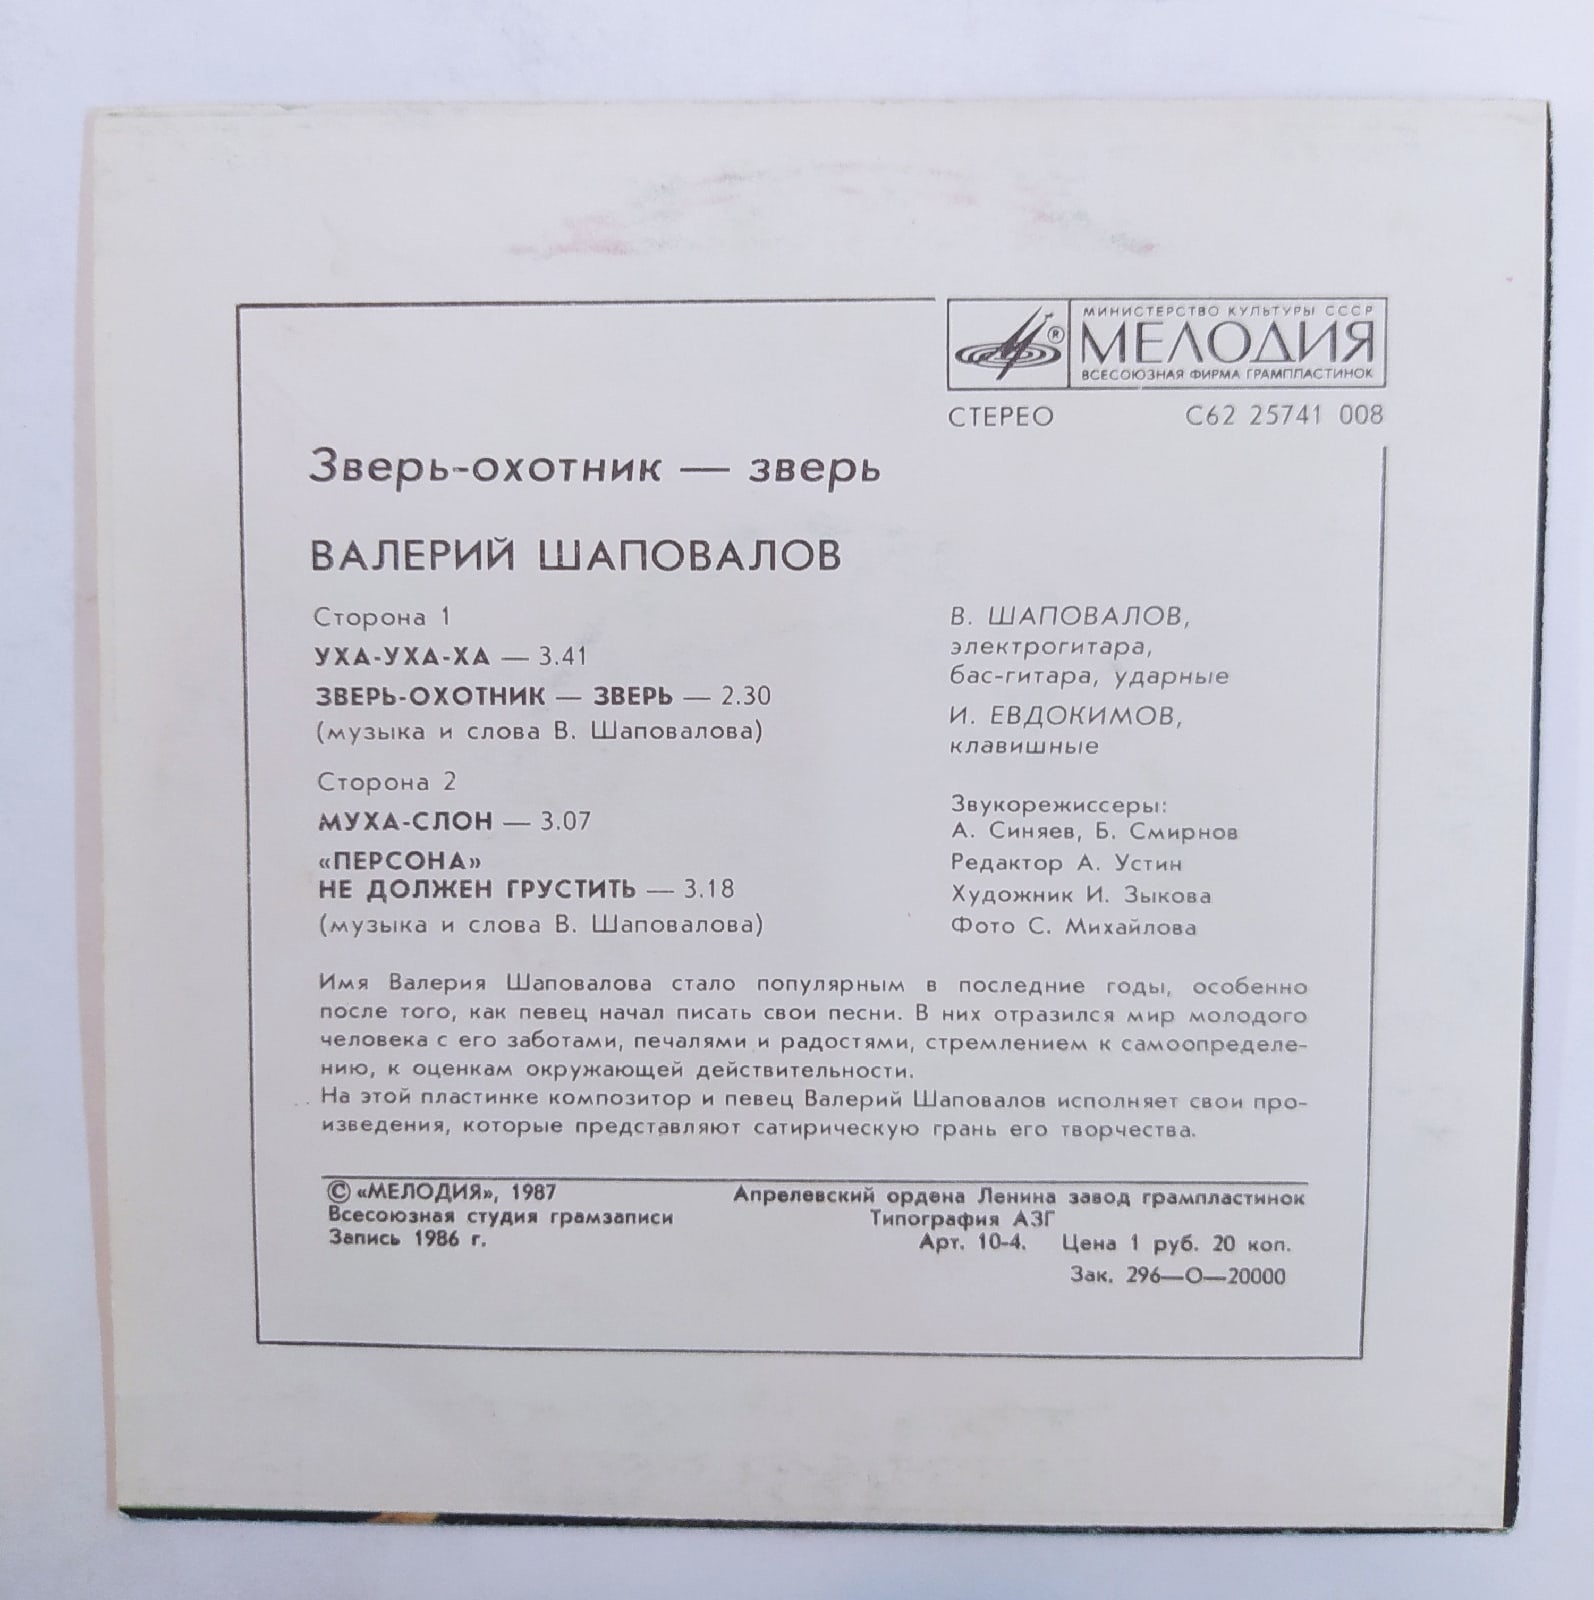 МИНИСТЕРСТВО КУЛЬТУРЫ СССР
МЕЛОДИЯ
ВСЕСОЮЗНАЯ ФИРМА ГРАМПЛАСТИНОК
®
СТЕРЕО С62 25741 008
Зверь-охотник — зверь
ВАЛЕРИЙ ШАПОВАЛОВ
Сторона 1
УХА-УХА-ХА — 3.41
ЗВЕРЬ-ОХОТНИК — ЗВЕРЬ — 2.30
(музыка и слова В. Шаповалова)
Сторона 2
МУХА-СЛОН — 3.07
«ПЕРСОНА»
НЕ ДОЛЖЕН ГРУСТИТЬ — 3.18
(музыка и слова В. Шаповалова)
В. ШАПОВАЛОВ,
электрогитара,
бас-гитара, ударные
И. ЕВДОКИМОВ,
клавишные
Звукорежиссеры:
А. Синяев, Б. Смирнов
Редактор А. Устин
Художник И. Зыкова
Фото С. Михайлова
Имя Валерия Шаповалова стало популярным в последние годы, особенно
после того, как певец начал писать свои песни. В них отразился мир молодого
человека с его заботами, печалями и радостями, стремлением к самоопределе-
нию, к оценкам окружающей действительности.
На этой пластинке композитор и певец Валерий Шаповалов исполняет свои про-
изведения, которые представляют сатирическую грань его творчества.
© «МЕЛОДИЯ», 1987
Всесоюзная студия грамзаписи
Запись 1986 г.
Апрелевский ордена Ленина завод грампластинок
Типография АЗГ
Арт. 10-4. Цена 1 руб. 20 коп.
Зак. 296—О—20000